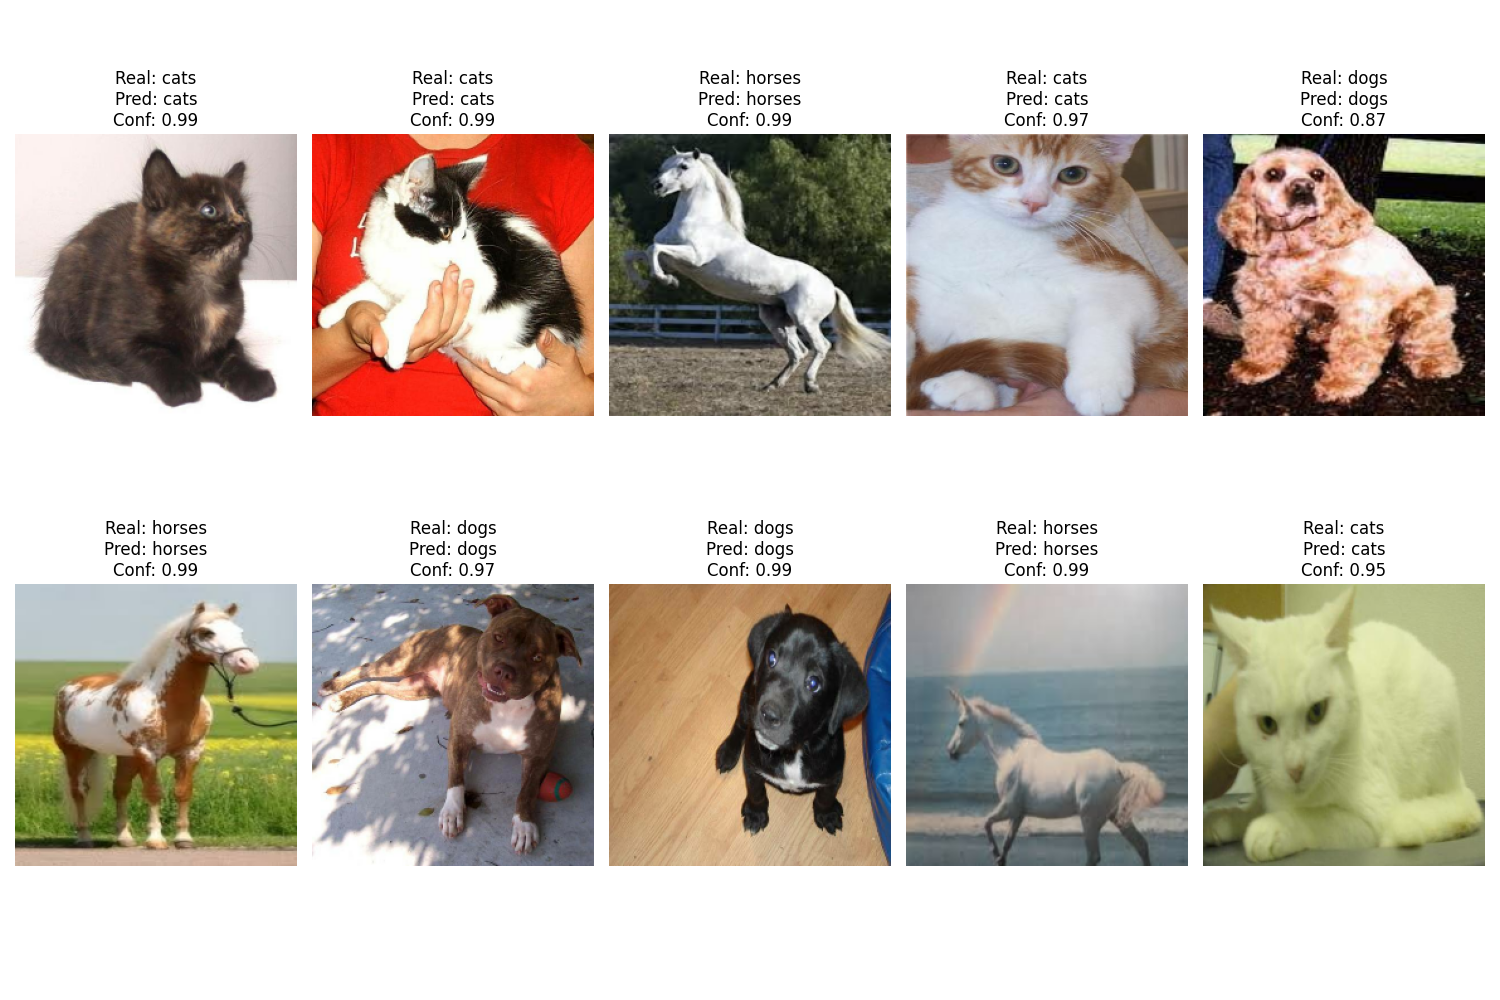 Real: cats
Pred: cats
Conf: 0.99
Real: cats
Pred: cats
Conf: 0.99
Real: horses
Pred: horses
Conf: 0.99
Real: cats
Pred: cats
Conf: 0.97
Real: dogs
Pred: dogs
Conf: 0.87
Real: horses
Pred: horses
Conf: 0.99
Real: dogs
Pred: dogs
Conf: 0.97
Real: dogs
Pred: dogs
Conf: 0.99
Real: horses
Pred: horses
Conf: 0.99
Real: cats
Pred: cats
Conf: 0.95